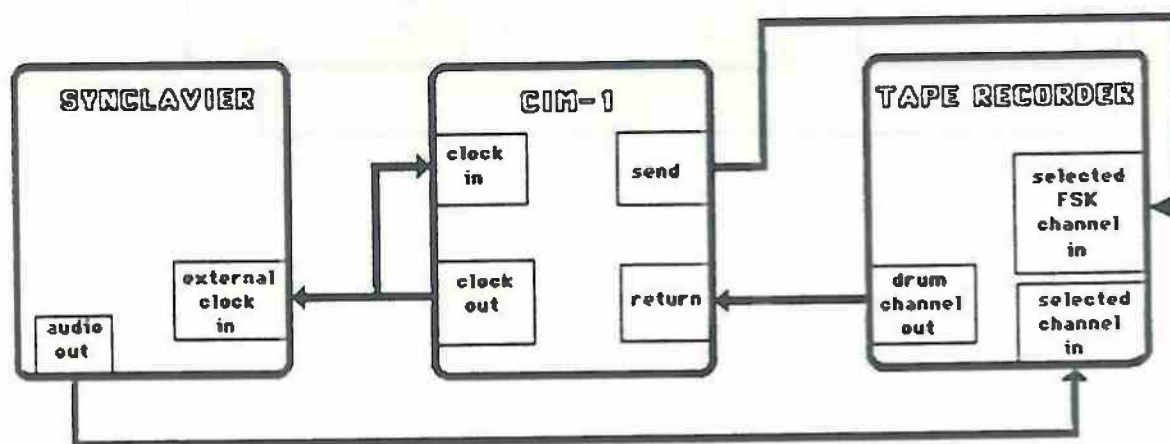 SYNCLAVIER
external
clock
in
audio
out
CIM-1
clock
in
send
clock
out
return
TAPE RECORDER
selected
FSK
channel
in
drum
channel
out
selected
channel
in